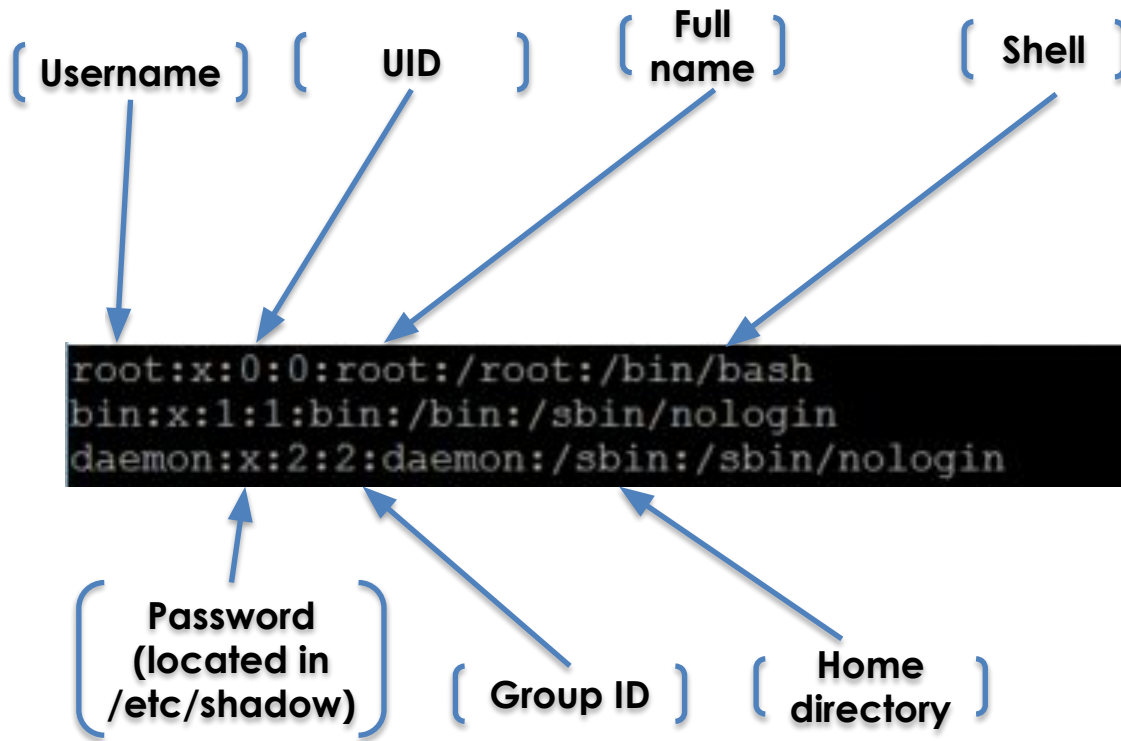 Username
UID
Full
name
Shell
root:x:0:0:root:/root:/bin/bash
bin:x:1:1:bin:/bin:/sbin/nologin
daemon:x:2:2:daemon:/sbin:/sbin/nologin
Password
(located in
/etc/shadow)
Group ID
Home
directory